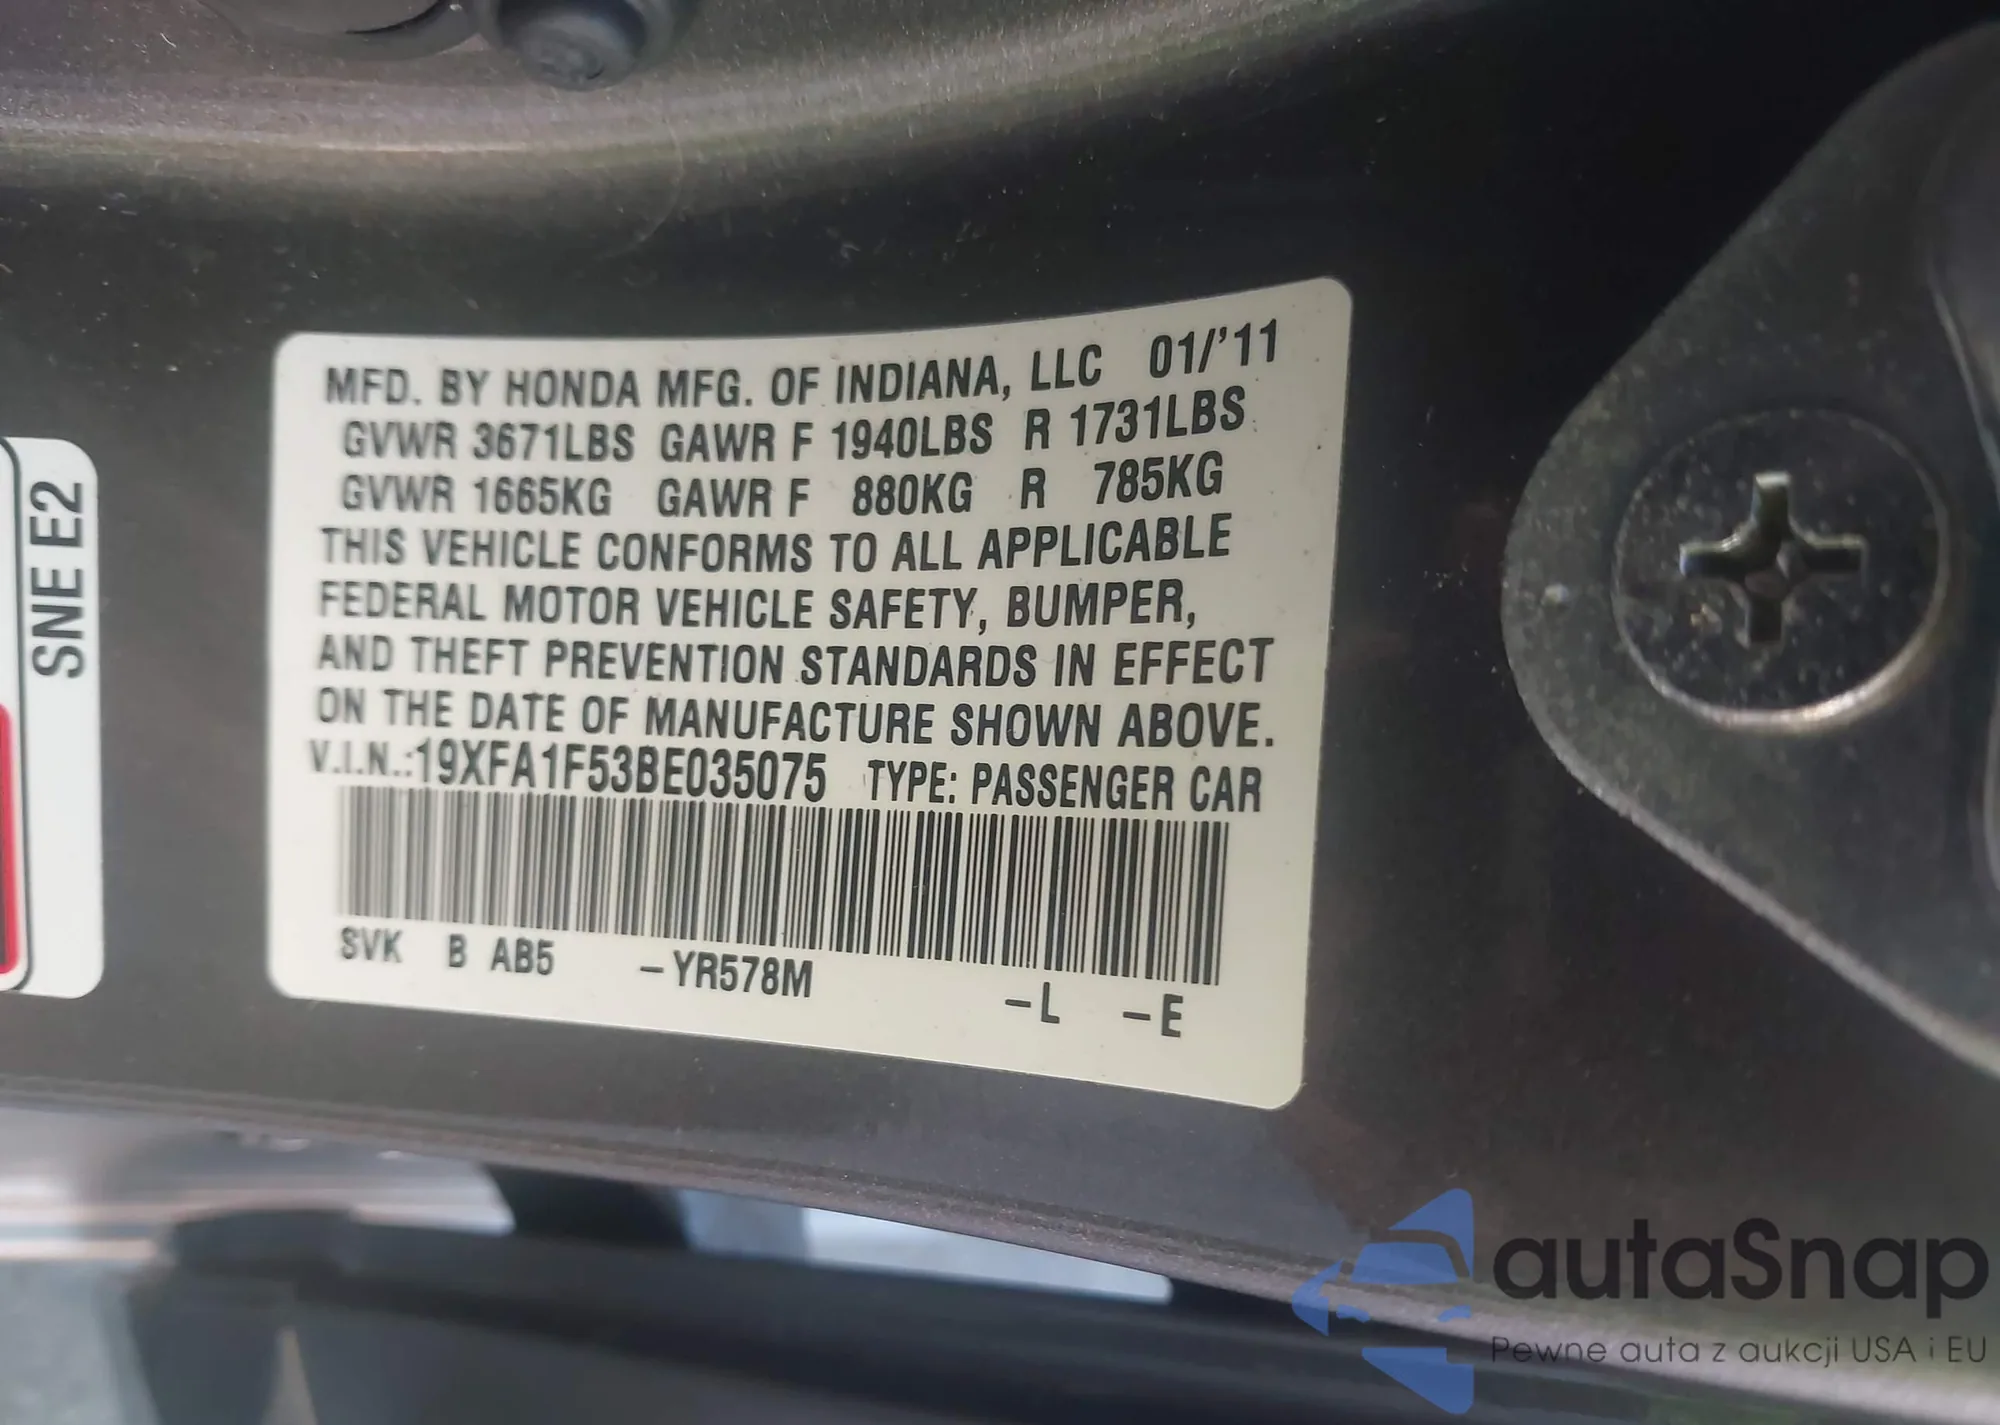 MFD. BY HONDA MFG. OF INDIANA, LLC 01/'11
GVWR 3671LBS GAWR F 1940LBS R 1731LBS
GVWR 1665KG GAWR F 880KG R 785KG
THIS VEHICLE CONFORMS TO ALL APPLICABLE
FEDERAL MOTOR VEHICLE SAFETY, BUMPER,
AND THEFT PREVENTION STANDARDS IN EFFECT
ON THE DATE OF MANUFACTURE SHOWN ABOVE.
V.I.N.:19XFA1F53BE035075 TYPE: PASSENGER CAR
SVK B AB5 –YR578M –L –E
SNE E2
autaSnap
Pewne auta z aukcji USA i EU